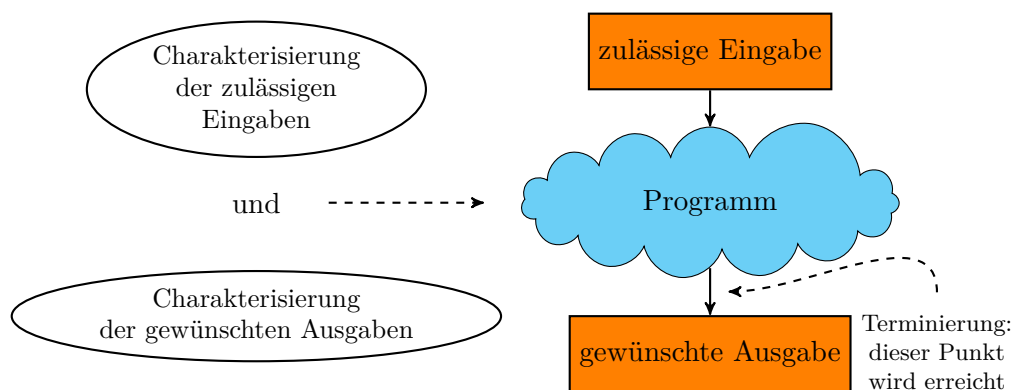 Charakterisierung
der zulässigen
Eingaben
und
Charakterisierung
der gewünschten Ausgaben
zulässige Eingabe
Programm
gewünschte Ausgabe
Terminierung:
dieser Punkt
wird erreicht